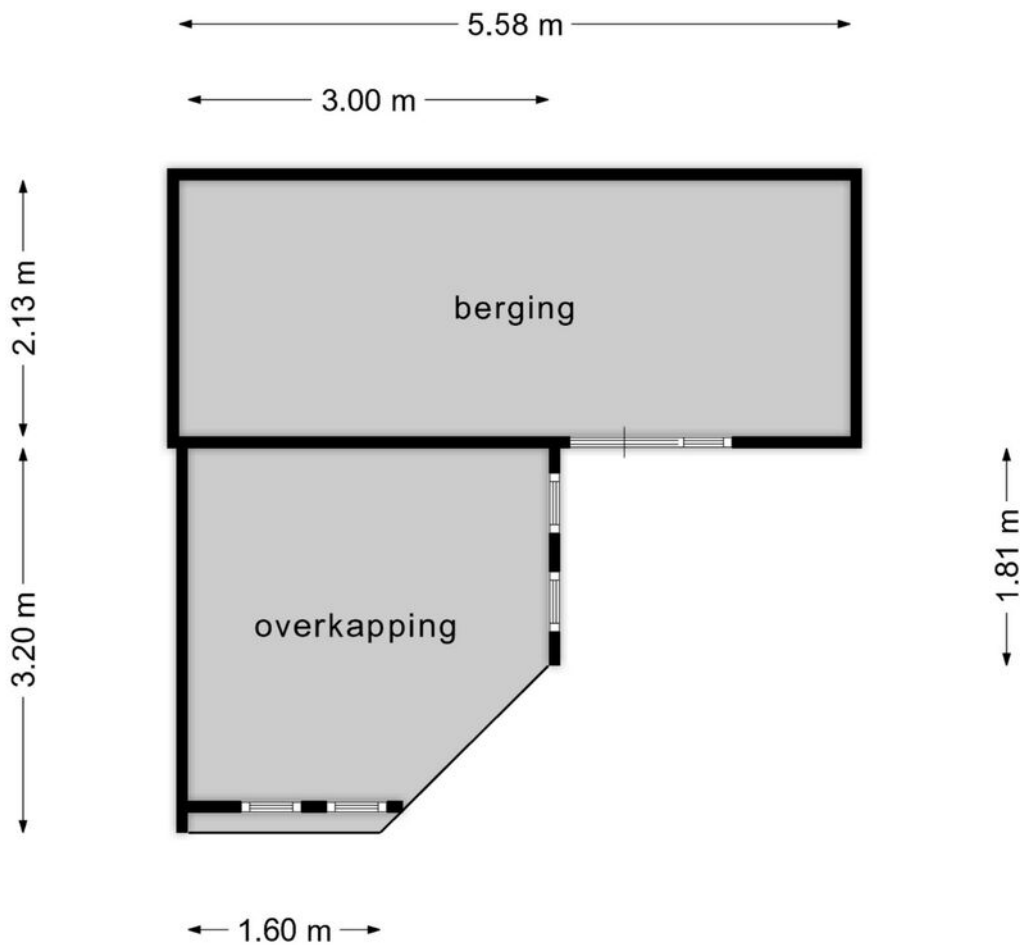 5.58 m
3.00 m
2.13 m
berging
3.20 m
1.81 m
overkapping
1.60 m